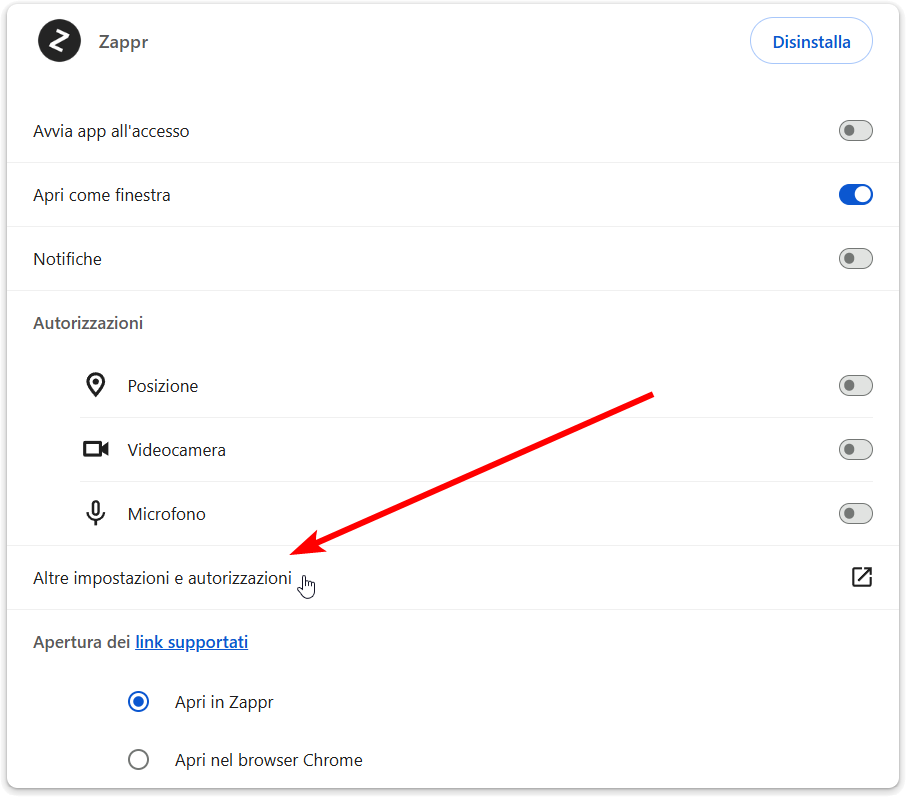 Zappr
Disinstalla
Avvia app all'accesso
Apri come finestra
Notifiche
Autorizzazioni
Posizione
Videocamera
Microfono
Altre impostazioni e autorizzazioni
Apertura dei link supportati
Apri in Zappr
Apri nel browser Chrome